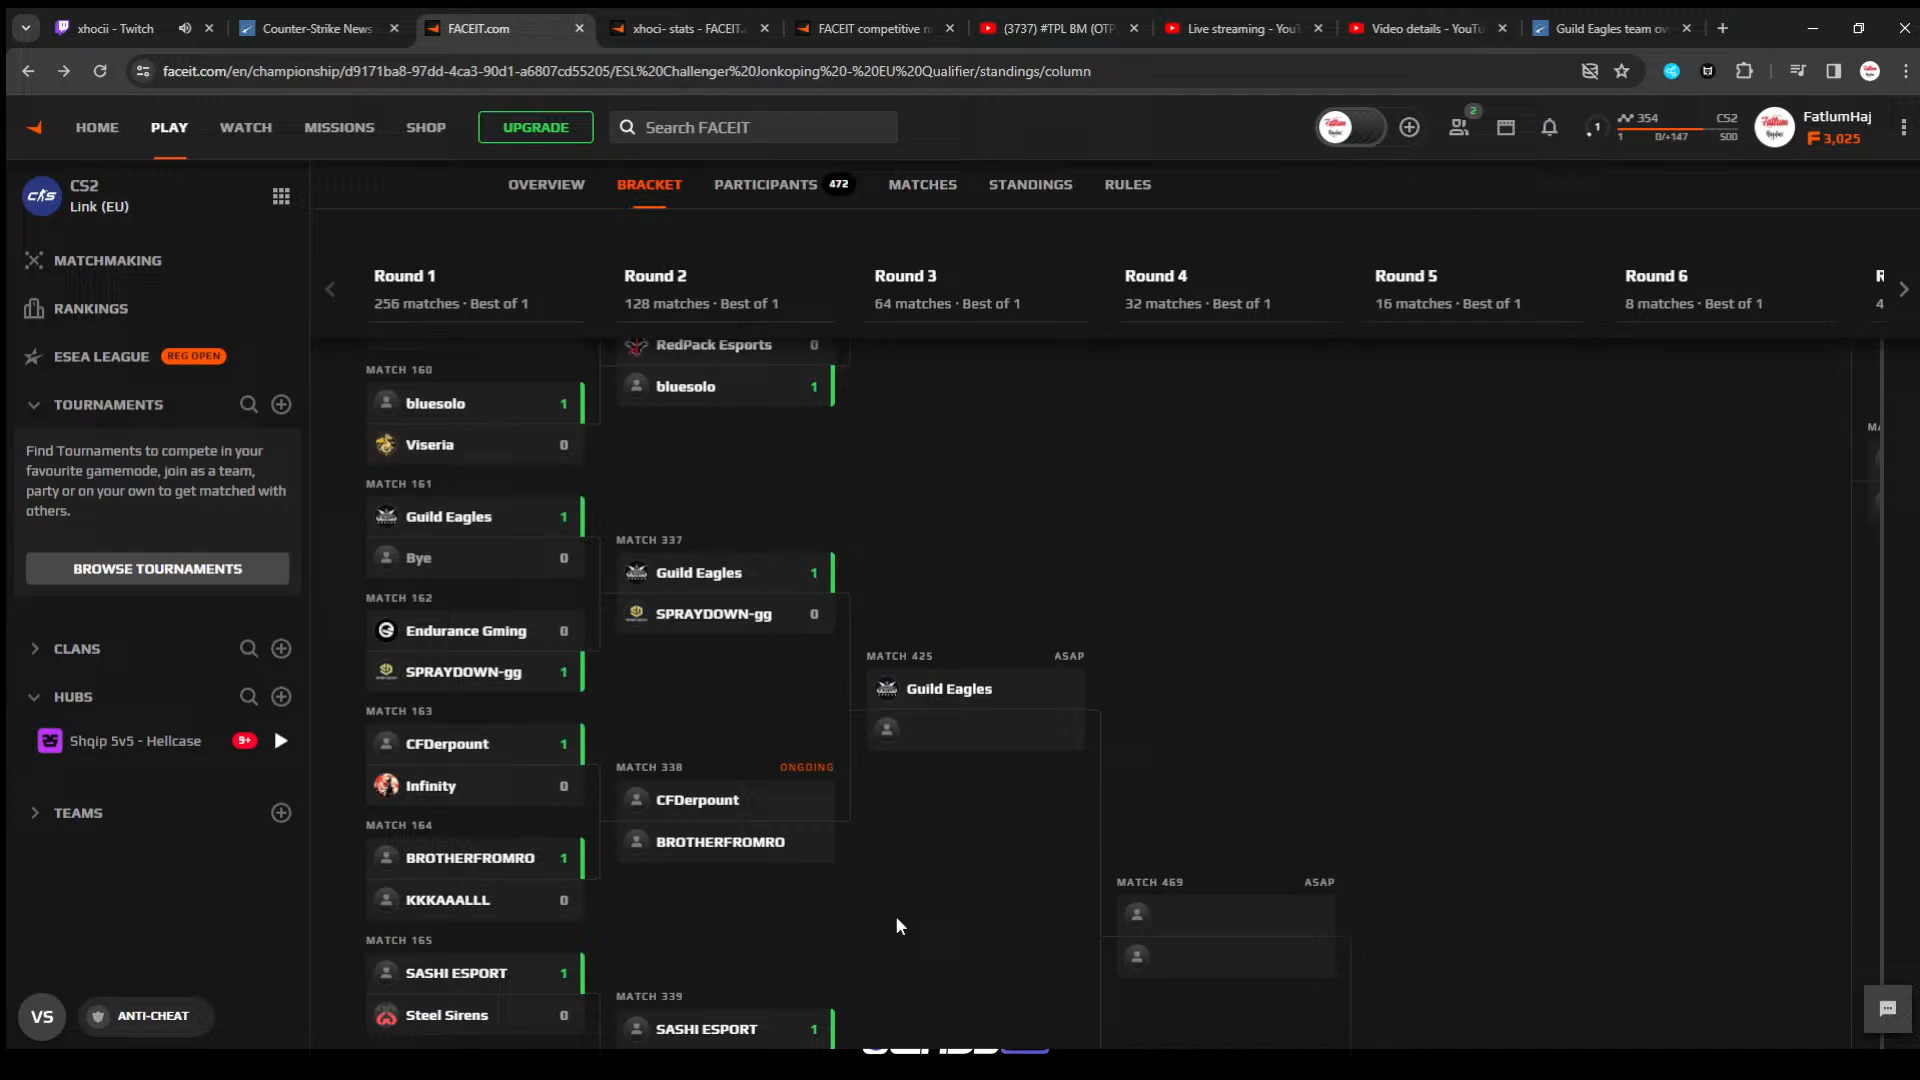 xhocii - Twitch
Counter-Strike News
FACEIT.com
xhoci- stats - FACEIT.
FACEIT competitive m
(3737) #TPL BM (OTP
Live streaming - YouT
Video details - YouTu
Guild Eagles team ov
faceit.com/en/championship/d9171ba8-97dd-4ca3-90d1-a6807cd55205/ESL%20Challenger%20Jonkoping%20-%20EU%20Qualifier/standings/column
HOME
PLAY
WATCH
MISSIONS
SHOP
UPGRADE
Search FACEIT
2
1
354
CS2
1
0/+147
500
FatlumHaj
3,025
CS2
Link (EU)
OVERVIEW
BRACKET
PARTICIPANTS 472
MATCHES
STANDINGS
RULES
MATCHMAKING
RANKINGS
ESEA LEAGUE REG OPEN
TOURNAMENTS
Find Tournaments to compete in your
favourite gamemode, join as a team,
party or on your own to get matched with
others.
BROWSE TOURNAMENTS
CLANS
HUBS
Shqip 5v5 - Hellcase 9+
TEAMS
VS
ANTI-CHEAT
Round 1
256 matches · Best of 1
Round 2
128 matches · Best of 1
Round 3
64 matches · Best of 1
Round 4
32 matches · Best of 1
Round 5
16 matches · Best of 1
Round 6
8 matches · Best of 1
4
MATCH 160
bluesolo 1
Viseria 0
MATCH 161
Guild Eagles 1
Bye 0
MATCH 162
Endurance Gming 0
SPRAYDOWN-gg 1
MATCH 163
CFDerpount 1
Infinity 0
MATCH 164
BROTHERFROMRO 1
KKKAAALLL 0
MATCH 165
SASHI ESPORT 1
Steel Sirens 0
RedPack Esports 0
bluesolo 1
MATCH 337
Guild Eagles 1
SPRAYDOWN-gg 0
MATCH 338 ONGOING
CFDerpount
BROTHERFROMRO
MATCH 339
SASHI ESPORT 1
MATCH 425 ASAP
Guild Eagles
MATCH 469 ASAP